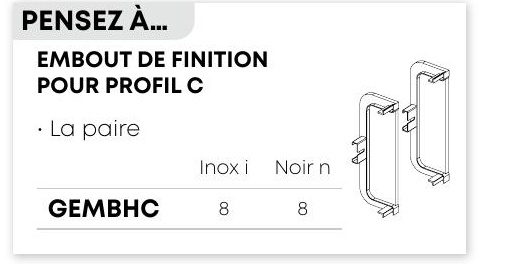 PENSEZ À...
EMBOUT DE FINITION
POUR PROFIL C
· La paire
Inox i Noir n
GEMBHC 8 8